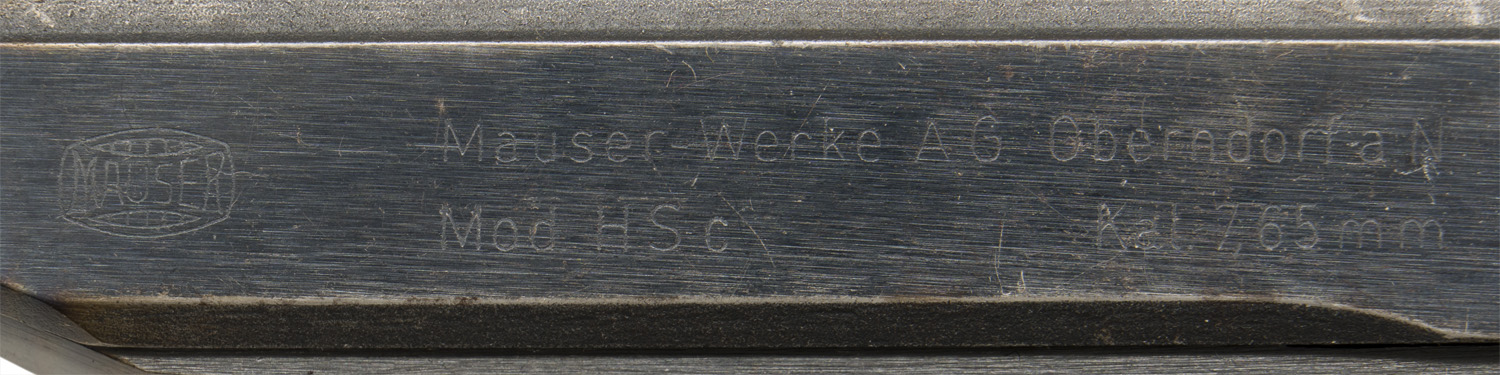 MAUSER
Mauser-Werke A.G. Oberndorf a.N.
Mod. HSc Kal. 7,65 mm